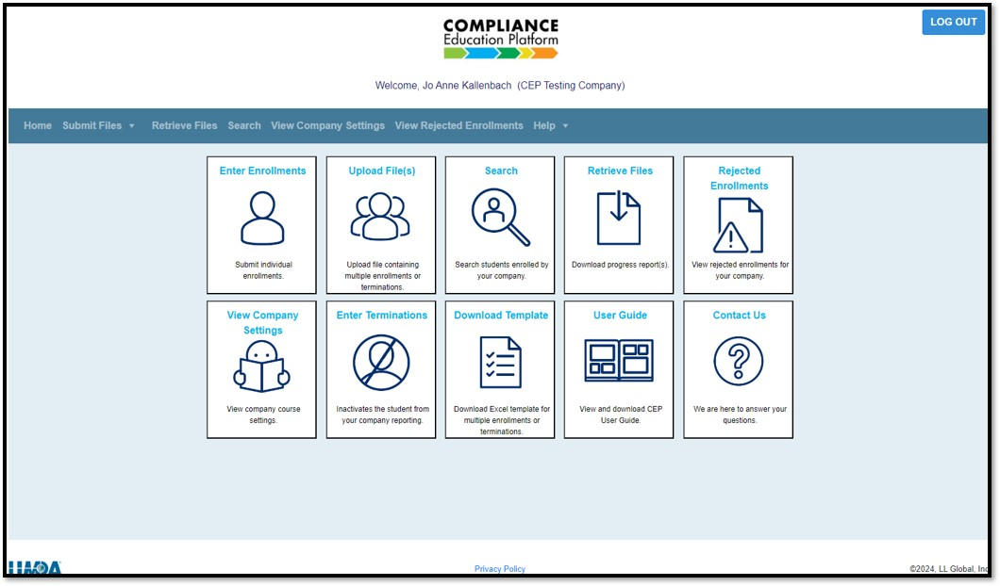 LOG OUT
COMPLIANCE
Education Platform
Welcome, Jo Anne Kallenbach (CEP Testing Company)
Home Submit Files Retrieve Files Search View Company Settings View Rejected Enrollments Help
Enter Enrollments
Submit individual
enrollments.
Upload File(s)
Upload file containing
multiple enrollments or
terminations.
Search
Search students enrolled by
your company.
Retrieve Files
Download progress report(s).
Rejected
Enrollments
View rejected enrollments for
your company.
View Company
Settings
View company course
settings.
Enter Terminations
Inactivates the student from
your company reporting.
Download Template
Download Excel template for
multiple enrollments or
terminations.
User Guide
View and download CEP
User Guide.
Contact Us
?
We are here to answer your
questions.
Privacy Policy
©2024, LL Global, Inc